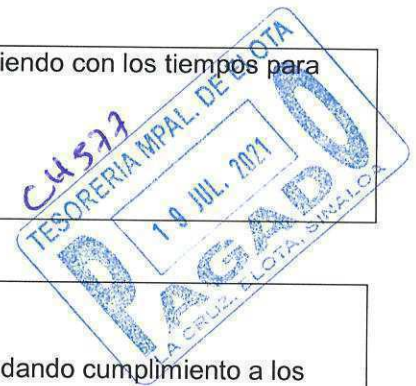 iendo con los tiempos para
CH577
TESORERIA MPAL. DE ELOTA
10 JUL. 2021
PAGADO
LA CRUZ, ELOTA, SINALOA
dando cumplimiento a los